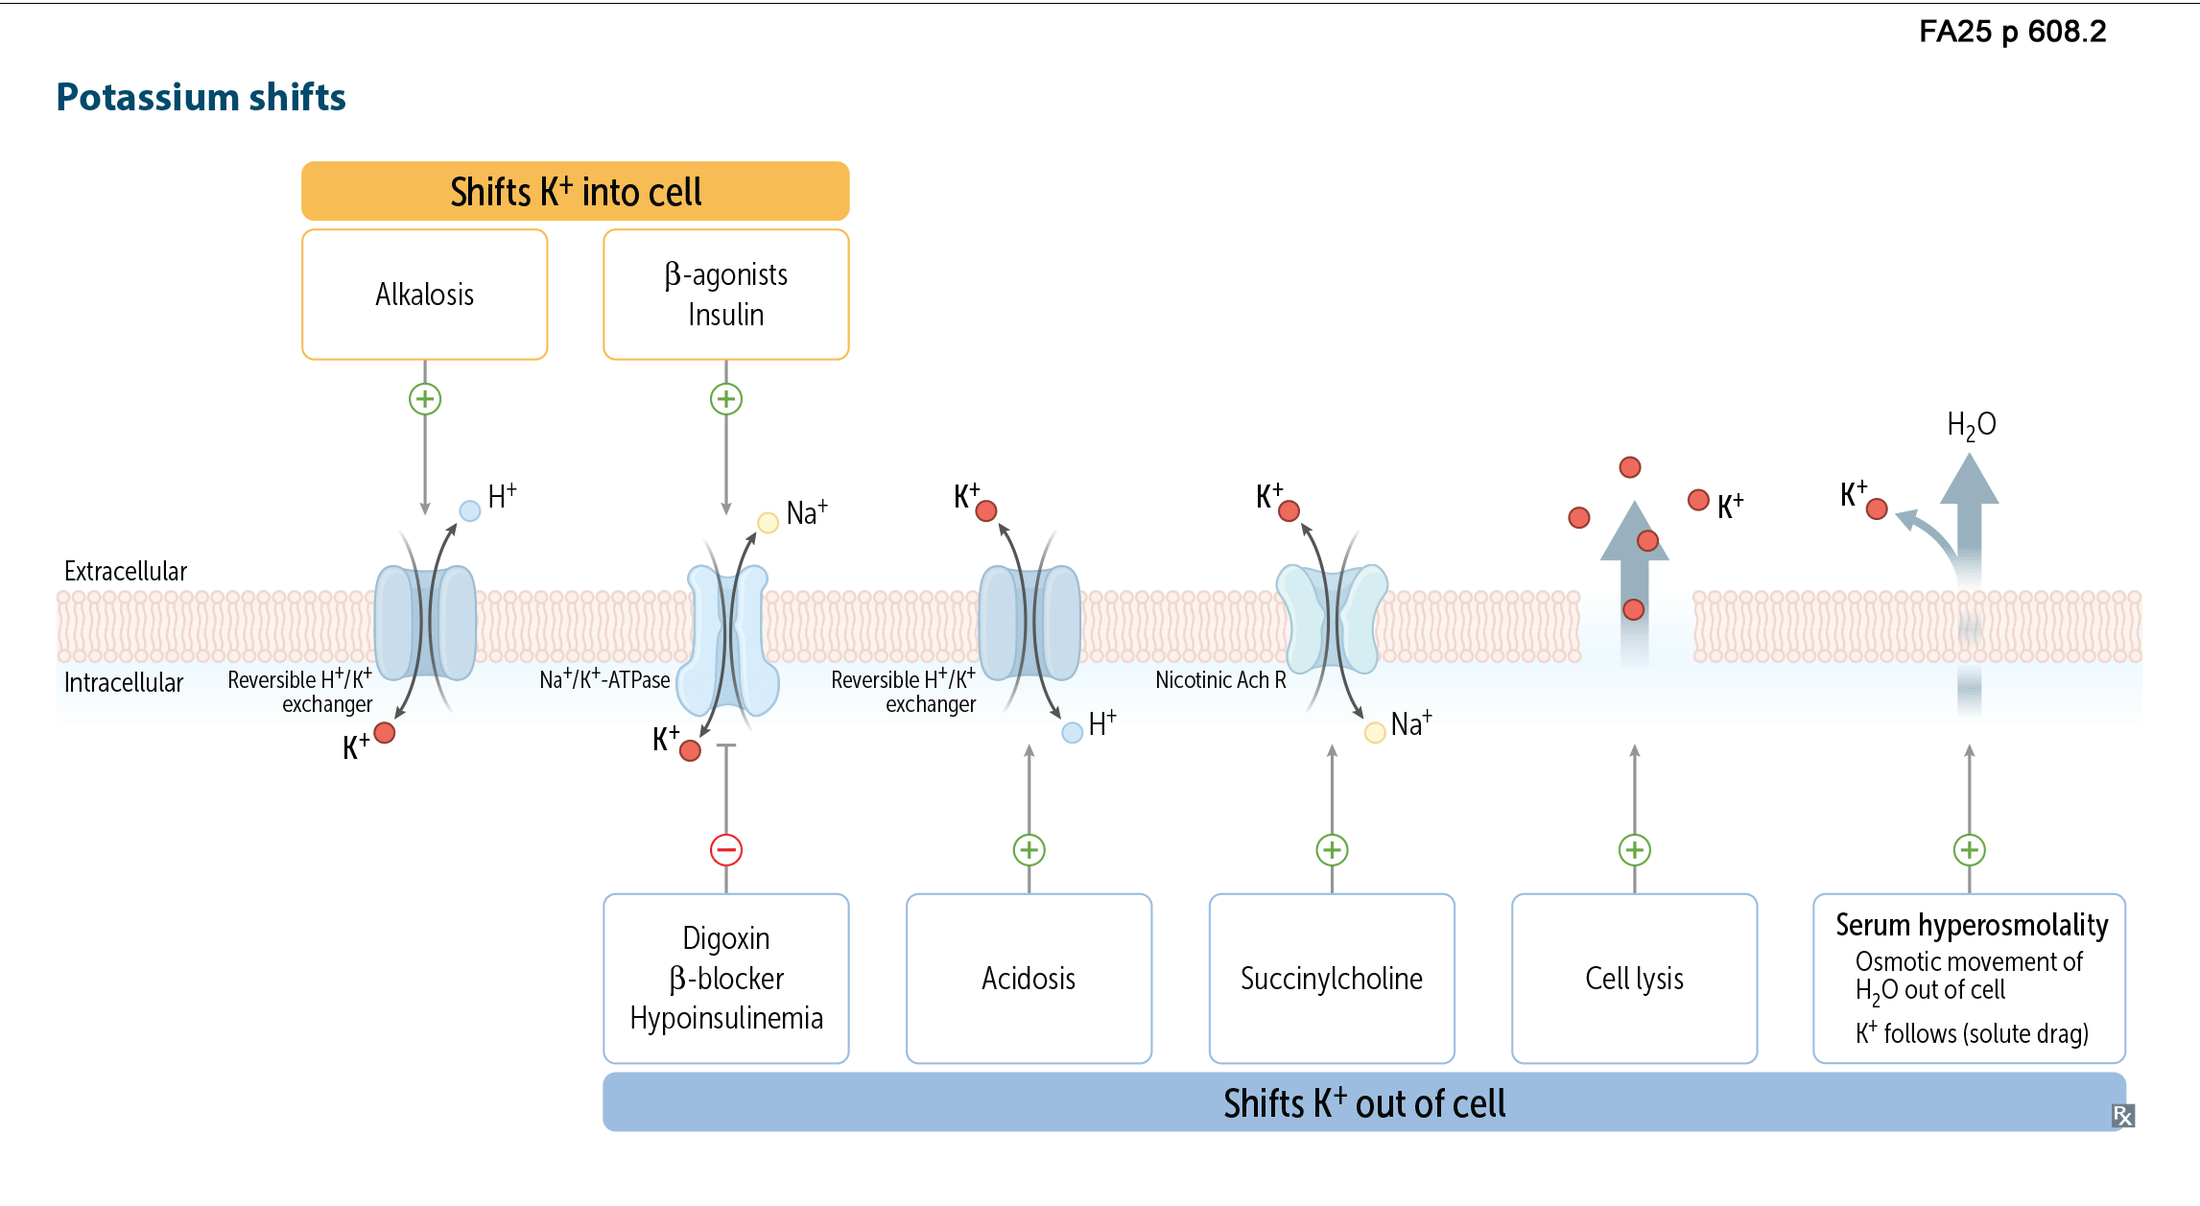 FA25 p 608.2
Potassium shifts
Shifts K⁺ into cell
Alkalosis
β-agonists
Insulin
H⁺
Na⁺
K⁺
K⁺
K⁺
K⁺
H₂O
Extracellular
Intracellular
Reversible H⁺/K⁺
exchanger
K⁺
Na⁺/K⁺-ATPase
K⁺
Reversible H⁺/K⁺
exchanger
H⁺
Nicotinic Ach R
Na⁺
Digoxin
β-blocker
Hypoinsulinemia
Acidosis
Succinylcholine
Cell lysis
Serum hyperosmolality
Osmotic movement of
H₂O out of cell
K⁺ follows (solute drag)
Shifts K⁺ out of cell
Rx